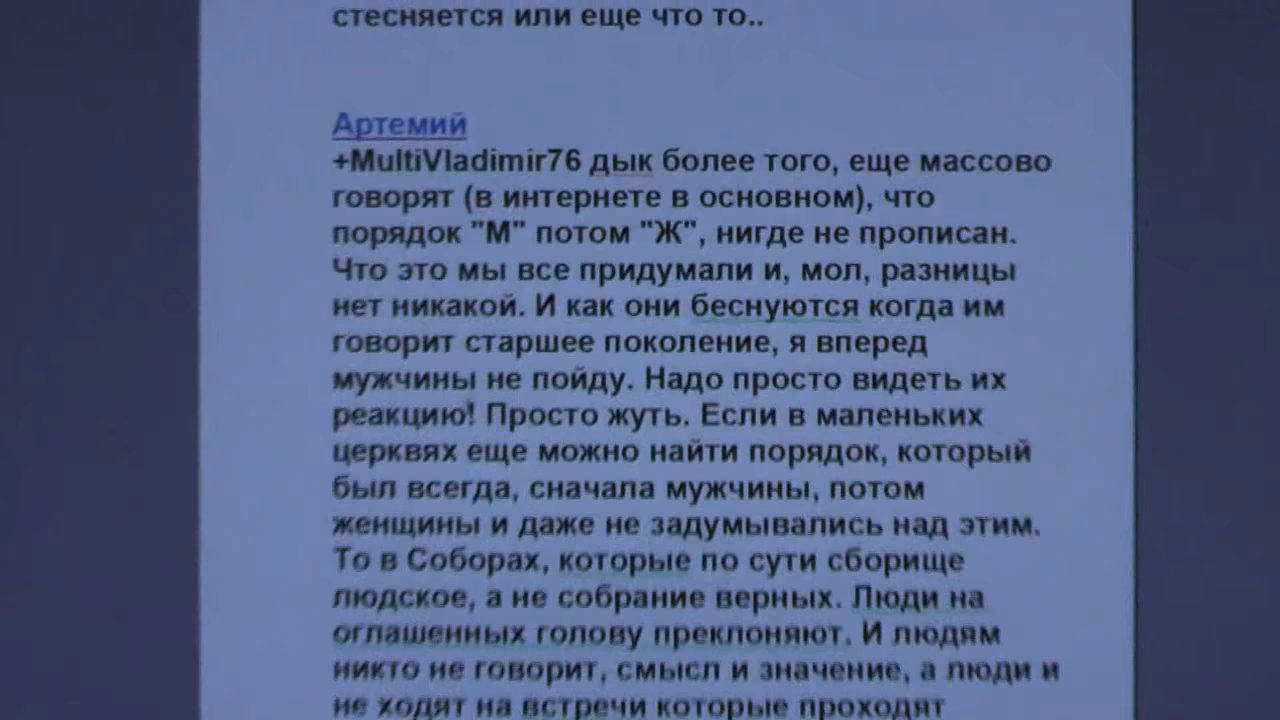 стесняется или еще что то..
Артемий
+MultiVladimir76 дык более того, еще массово
говорят (в интернете в основном), что
порядок "М" потом "Ж", нигде не прописан.
Что это мы все придумали и, мол, разницы
нет никакой. И как они беснуются когда им
говорит старшее поколение, я вперед
мужчины не пойду. Надо просто видеть их
реакцию! Просто жуть. Если в маленьких
церквях еще можно найти порядок, который
был всегда, сначала мужчины, потом
женщины и даже не задумывались над этим.
То в Соборах, которые по сути сборище
людское, а не собрание верных. Люди на
оглашенных голову преклоняют. И людям
никто не говорит, смысл и значение, а люди и
не ходят на встречи которые проходят